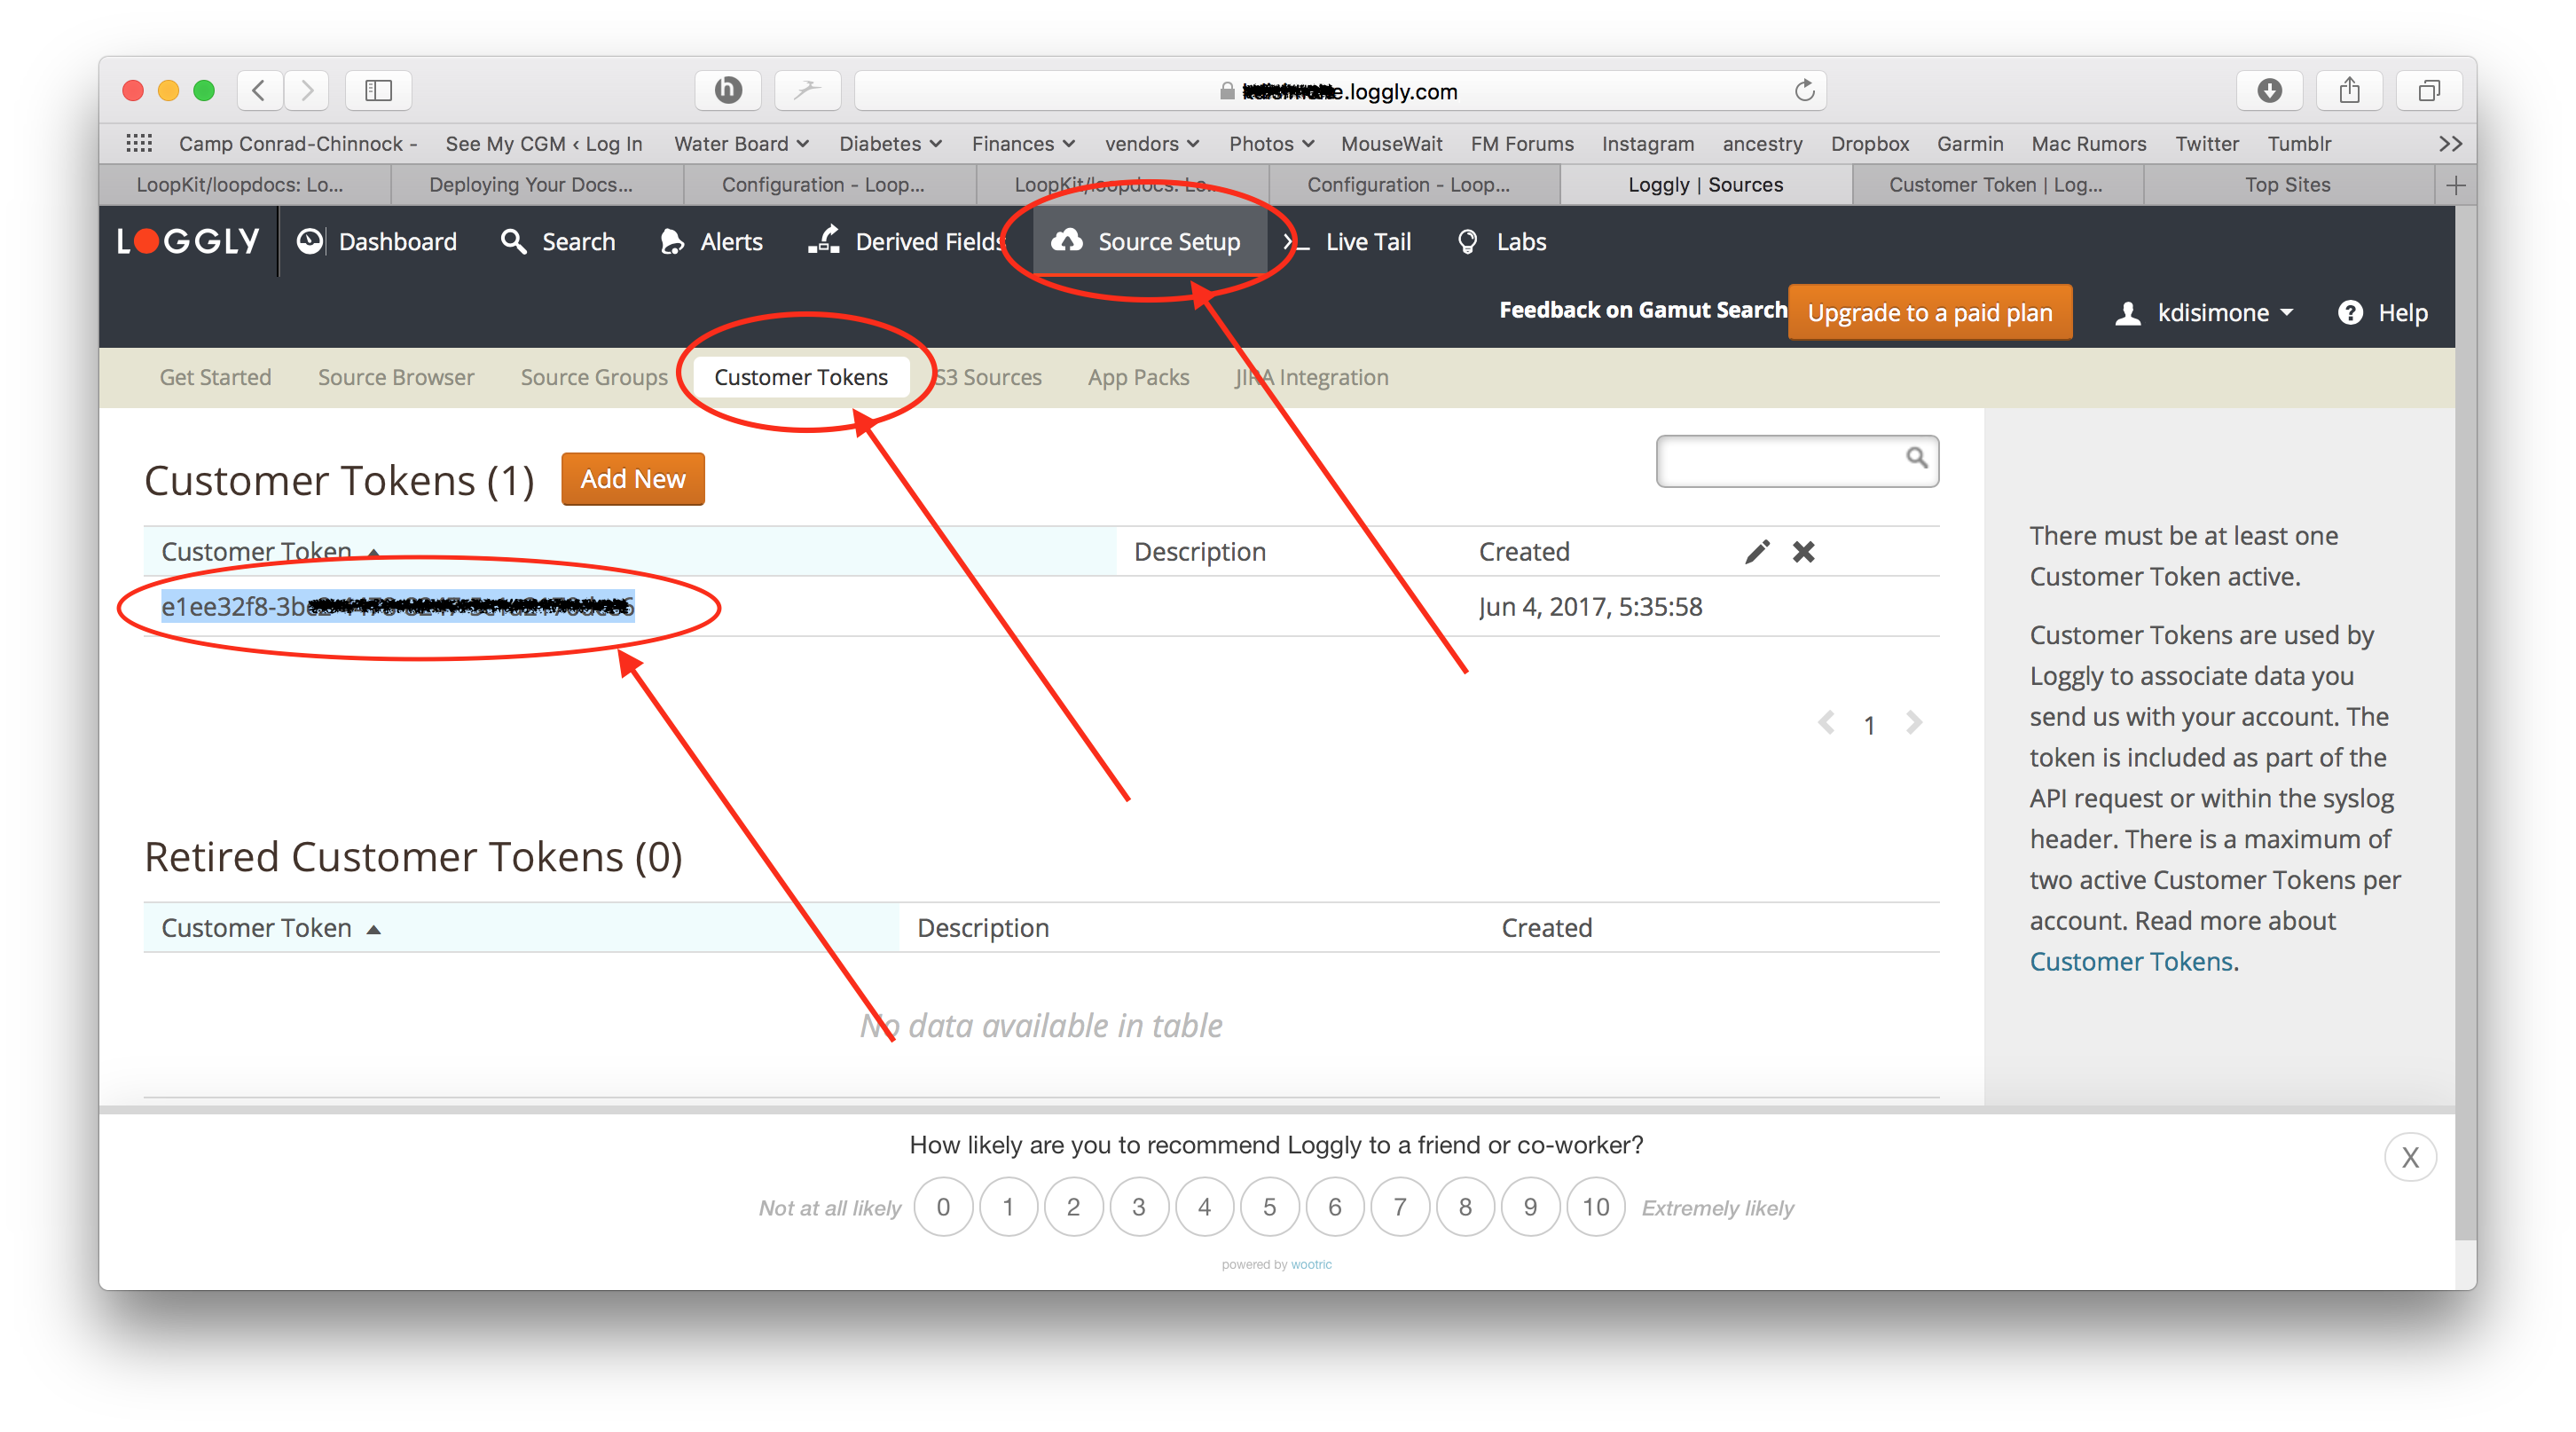 .loggly.com
Camp Conrad-Chinnock - See My CGM ‹ Log In Water Board Diabetes Finances vendors Photos MouseWait FM Forums Instagram ancestry Dropbox Garmin Mac Rumors Twitter Tumblr >>
LoopKit/loopdocs: Lo... Deploying Your Docs... Configuration - Loop... LoopKit/loopdocs: Lo... Configuration - Loop... Loggly | Sources Customer Token | Log... Top Sites +
LOGGLY Dashboard Search Alerts Derived Fields Source Setup Live Tail Labs
Feedback on Gamut Search Upgrade to a paid plan kdisimone Help
Get Started Source Browser Source Groups Customer Tokens S3 Sources App Packs JIRA Integration
Customer Tokens (1) Add New
Customer Token Description Created
e1ee32f8-3b
Jun 4, 2017, 5:35:58
1
There must be at least one
Customer Token active.
Customer Tokens are used by
Loggly to associate data you
send us with your account. The
token is included as part of the
API request or within the syslog
header. There is a maximum of
two active Customer Tokens per
account. Read more about
Customer Tokens.
Retired Customer Tokens (0)
Customer Token Description Created
No data available in table
How likely are you to recommend Loggly to a friend or co-worker?
X
Not at all likely 0 1 2 3 4 5 6 7 8 9 10 Extremely likely
powered by wootric